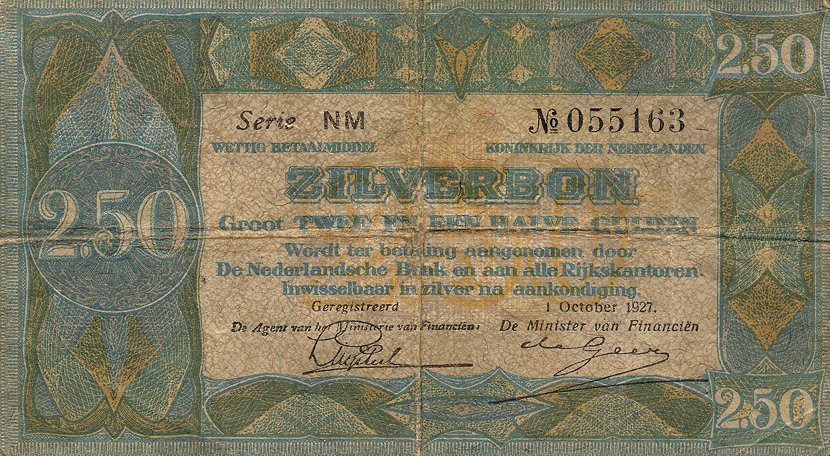 2.50
Serie NM № 055163
WETTIG BETAALMIDDEL KONINKRIJK DER NEDERLANDEN
ZILVERBON
Groot TWEE EN EEN HALVE GULDEN
Wordt ter betaling aangenomen door
De Nederlandsche Bank en aan alle Rijkskantoren.
Inwisselbaar in zilver na aankondiging.
Geregistreerd 1 October 1927.
De Agent van het Ministerie van Financiën: De Minister van Financiën
de Geer
2.50
2.50